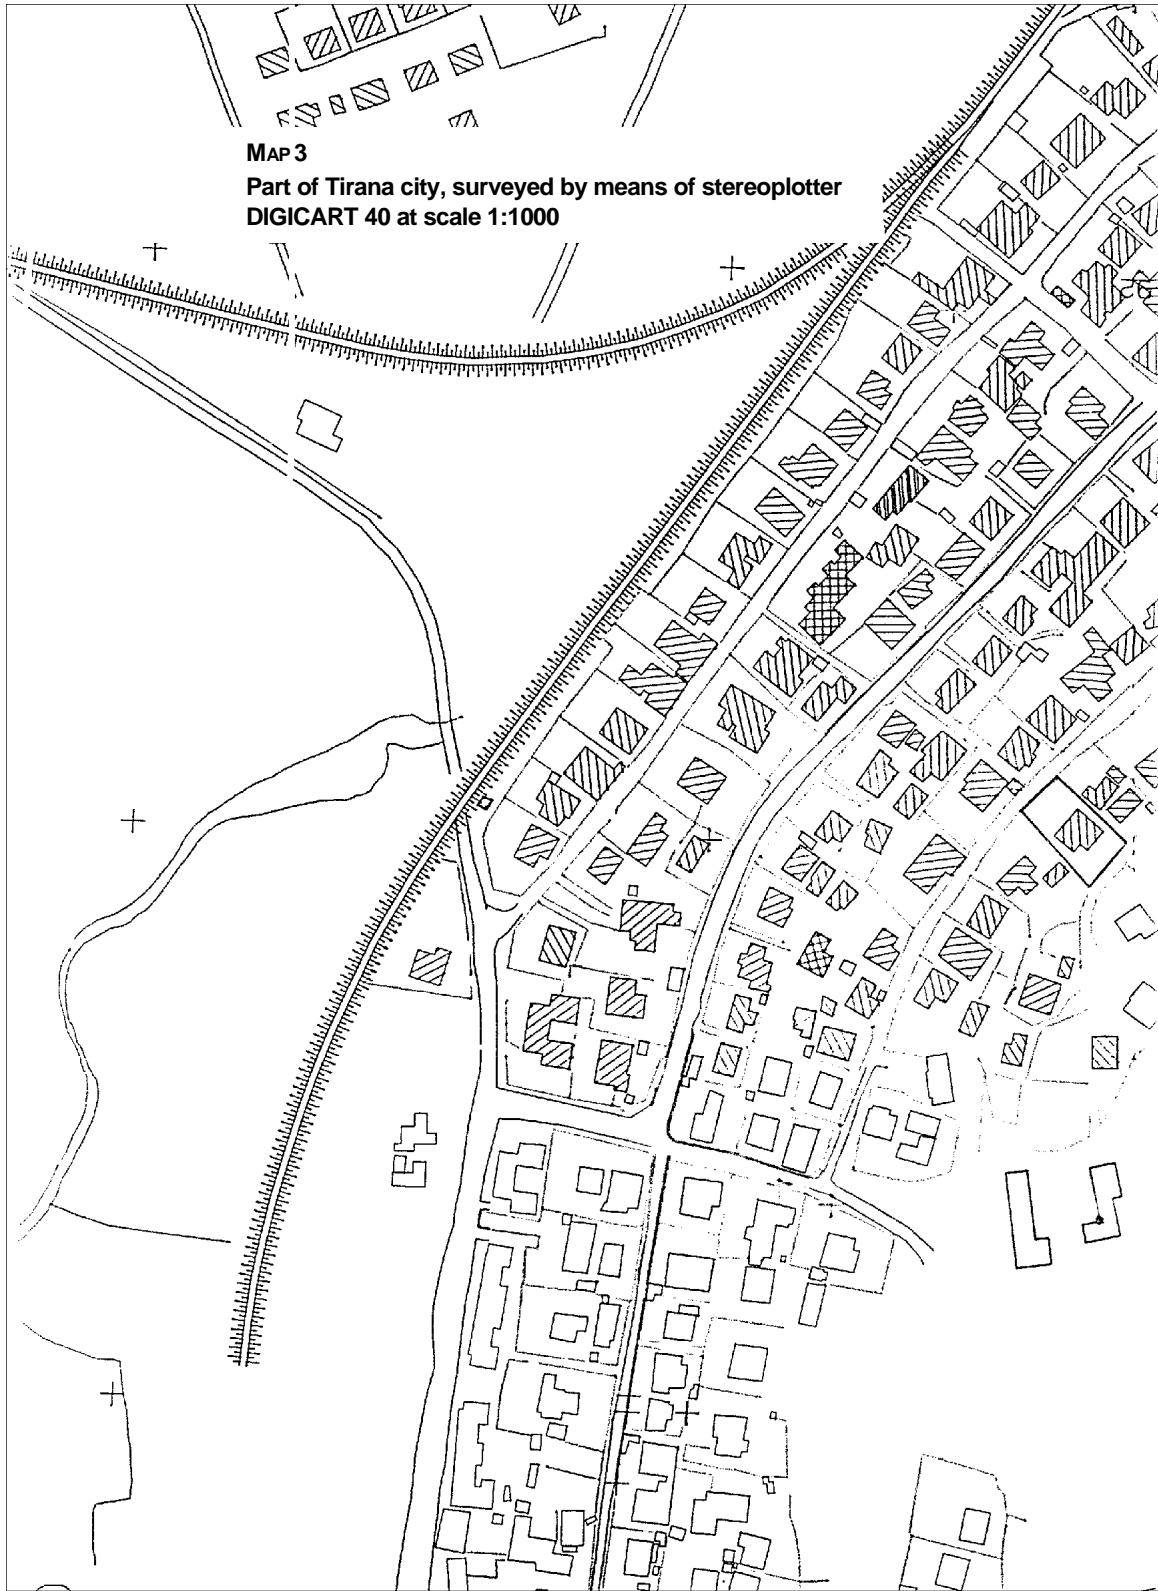 MAP 3
Part of Tirana city, surveyed by means of stereoplotter
DIGICART 40 at scale 1:1000